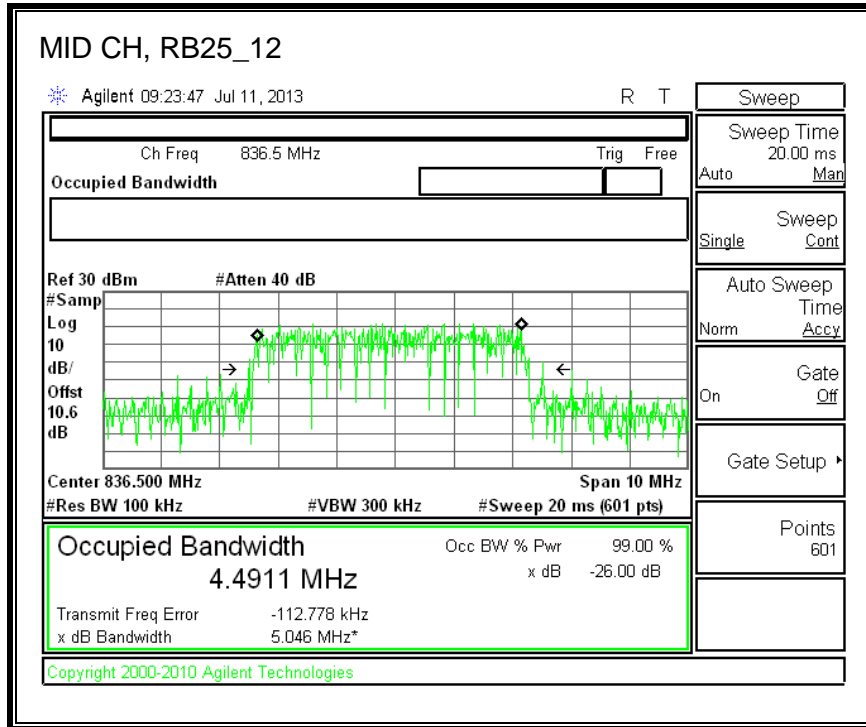 MID CH, RB25_12
Agilent 09:23:47 Jul 11, 2013 R T
Ch Freq 836.5 MHz Trig Free
Occupied Bandwidth
Ref 30 dBm #Atten 40 dB
#Samp
Log
10
dB/
Offst
10.6
dB
Center 836.500 MHz Span 10 MHz
#Res BW 100 kHz #VBW 300 kHz #Sweep 20 ms (601 pts)
Occupied Bandwidth
4.4911 MHz
Occ BW % Pwr 99.00 %
x dB -26.00 dB
Transmit Freq Error -112.778 kHz
x dB Bandwidth 5.046 MHz*
Copyright 2000-2010 Agilent Technologies
Sweep
Sweep Time
20.00 ms
Auto Man
Sweep
Single Cont
Auto Sweep
Time
Norm Accy
Gate
On Off
Gate Setup
Points
601